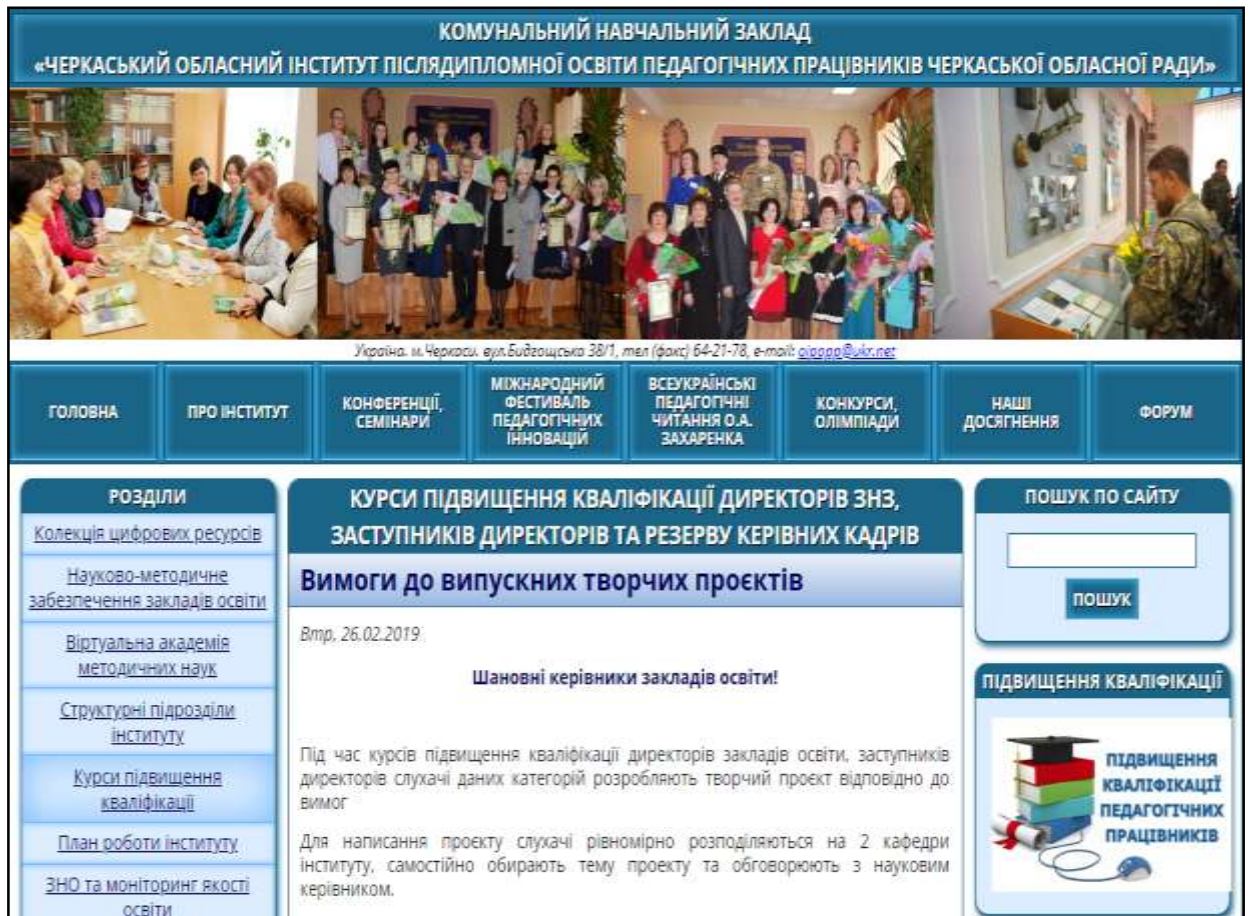 КОМУНАЛЬНИЙ НАВЧАЛЬНИЙ ЗАКЛАД
«ЧЕРКАСЬКИЙ ОБЛАСНИЙ ІНСТИТУТ ПІСЛЯДИПЛОМНОЇ ОСВІТИ ПЕДАГОГІЧНИХ ПРАЦІВНИКІВ ЧЕРКАСЬКОЇ ОБЛАСНОЇ РАДИ»
Україна. м.Черкаси. вул.Бидгощська 38/1, тел (факс) 64-21-78, e-mail: oipopp@ukr.net
ГОЛОВНА
ПРО ІНСТИТУТ
КОНФЕРЕНЦІЇ,
СЕМІНАРИ
МІЖНАРОДНИЙ
ФЕСТИВАЛЬ
ПЕДАГОГІЧНИХ
ІННОВАЦІЙ
ВСЕУКРАЇНСЬКІ
ПЕДАГОГІЧНІ
ЧИТАННЯ О.А.
ЗАХАРЕНКА
КОНКУРСИ,
ОЛІМПІАДИ
НАШІ
ДОСЯГНЕННЯ
ФОРУМ
РОЗДІЛИ
Колекція цифрових ресурсів
Науково-методичне
забезпечення закладів освіти
Віртуальна академія
методичних наук
Структурні підрозділи
інституту
Курси підвищення
кваліфікації
План роботи інституту
ЗНО та моніторинг якості
освіти
КУРСИ ПІДВИЩЕННЯ КВАЛІФІКАЦІЇ ДИРЕКТОРІВ ЗНЗ,
ЗАСТУПНИКІВ ДИРЕКТОРІВ ТА РЕЗЕРВУ КЕРІВНИХ КАДРІВ
Вимоги до випускних творчих проєктів
Втр, 26.02.2019
Шановні керівники закладів освіти!
Під час курсів підвищення кваліфікації директорів закладів освіти, заступників
директорів слухачі даних категорій розробляють творчий проєкт відповідно до
вимог
Для написання проєкту слухачі рівномірно розподіляються на 2 кафедри
інституту, самостійно обирають тему проекту та обговорюють з науковим
керівником.
ПОШУК ПО САЙТУ
ПОШУК
ПІДВИЩЕННЯ КВАЛІФІКАЦІЇ
ПІДВИЩЕННЯ
КВАЛІФІКАЦІЇ
ПЕДАГОГІЧНИХ
ПРАЦІВНИКІВ